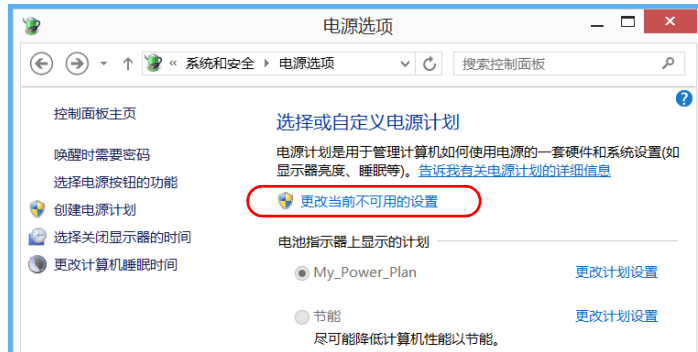 电源选项
« 系统和安全 ▸ 电源选项
搜索控制面板
控制面板主页
唤醒时需要密码
选择电源按钮的功能
创建电源计划
选择关闭显示器的时间
更改计算机睡眠时间
选择或自定义电源计划
电源计划是用于管理计算机如何使用电源的一套硬件和系统设置(如
显示器亮度、睡眠等)。告诉我有关电源计划的详细信息
更改当前不可用的设置
电池指示器上显示的计划
My_Power_Plan 更改计划设置
节能 更改计划设置
尽可能降低计算机性能以节能。